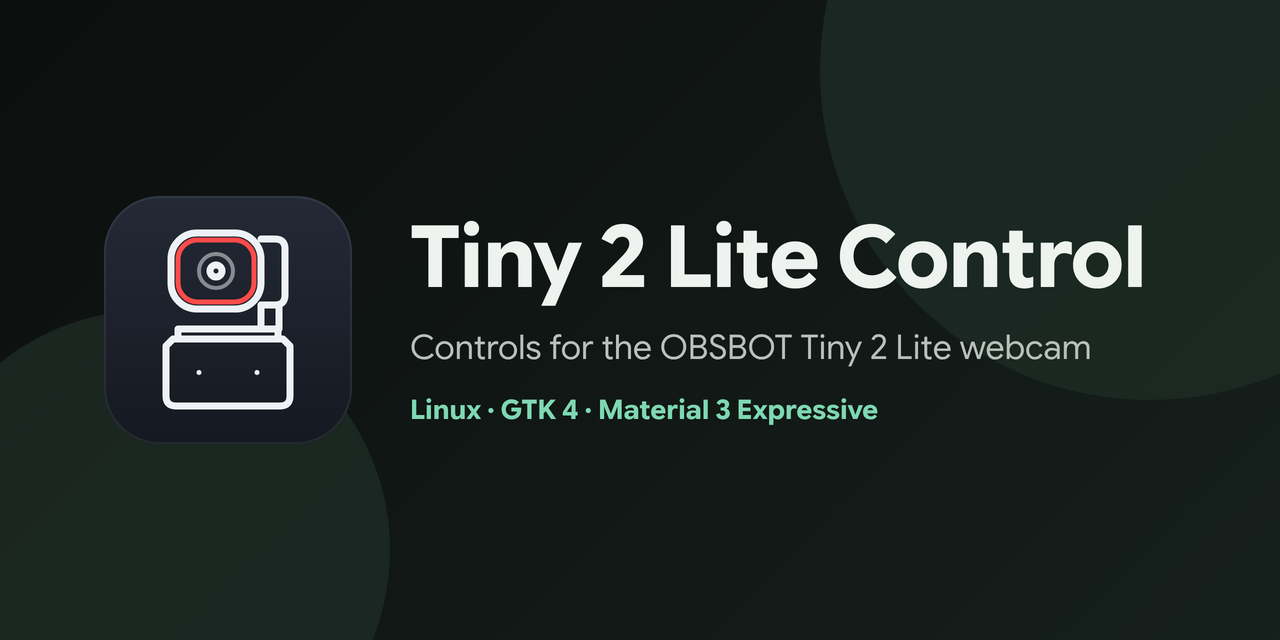 Tiny 2 Lite Control
Controls for the OBSBOT Tiny 2 Lite webcam
Linux · GTK 4 · Material 3 Expressive